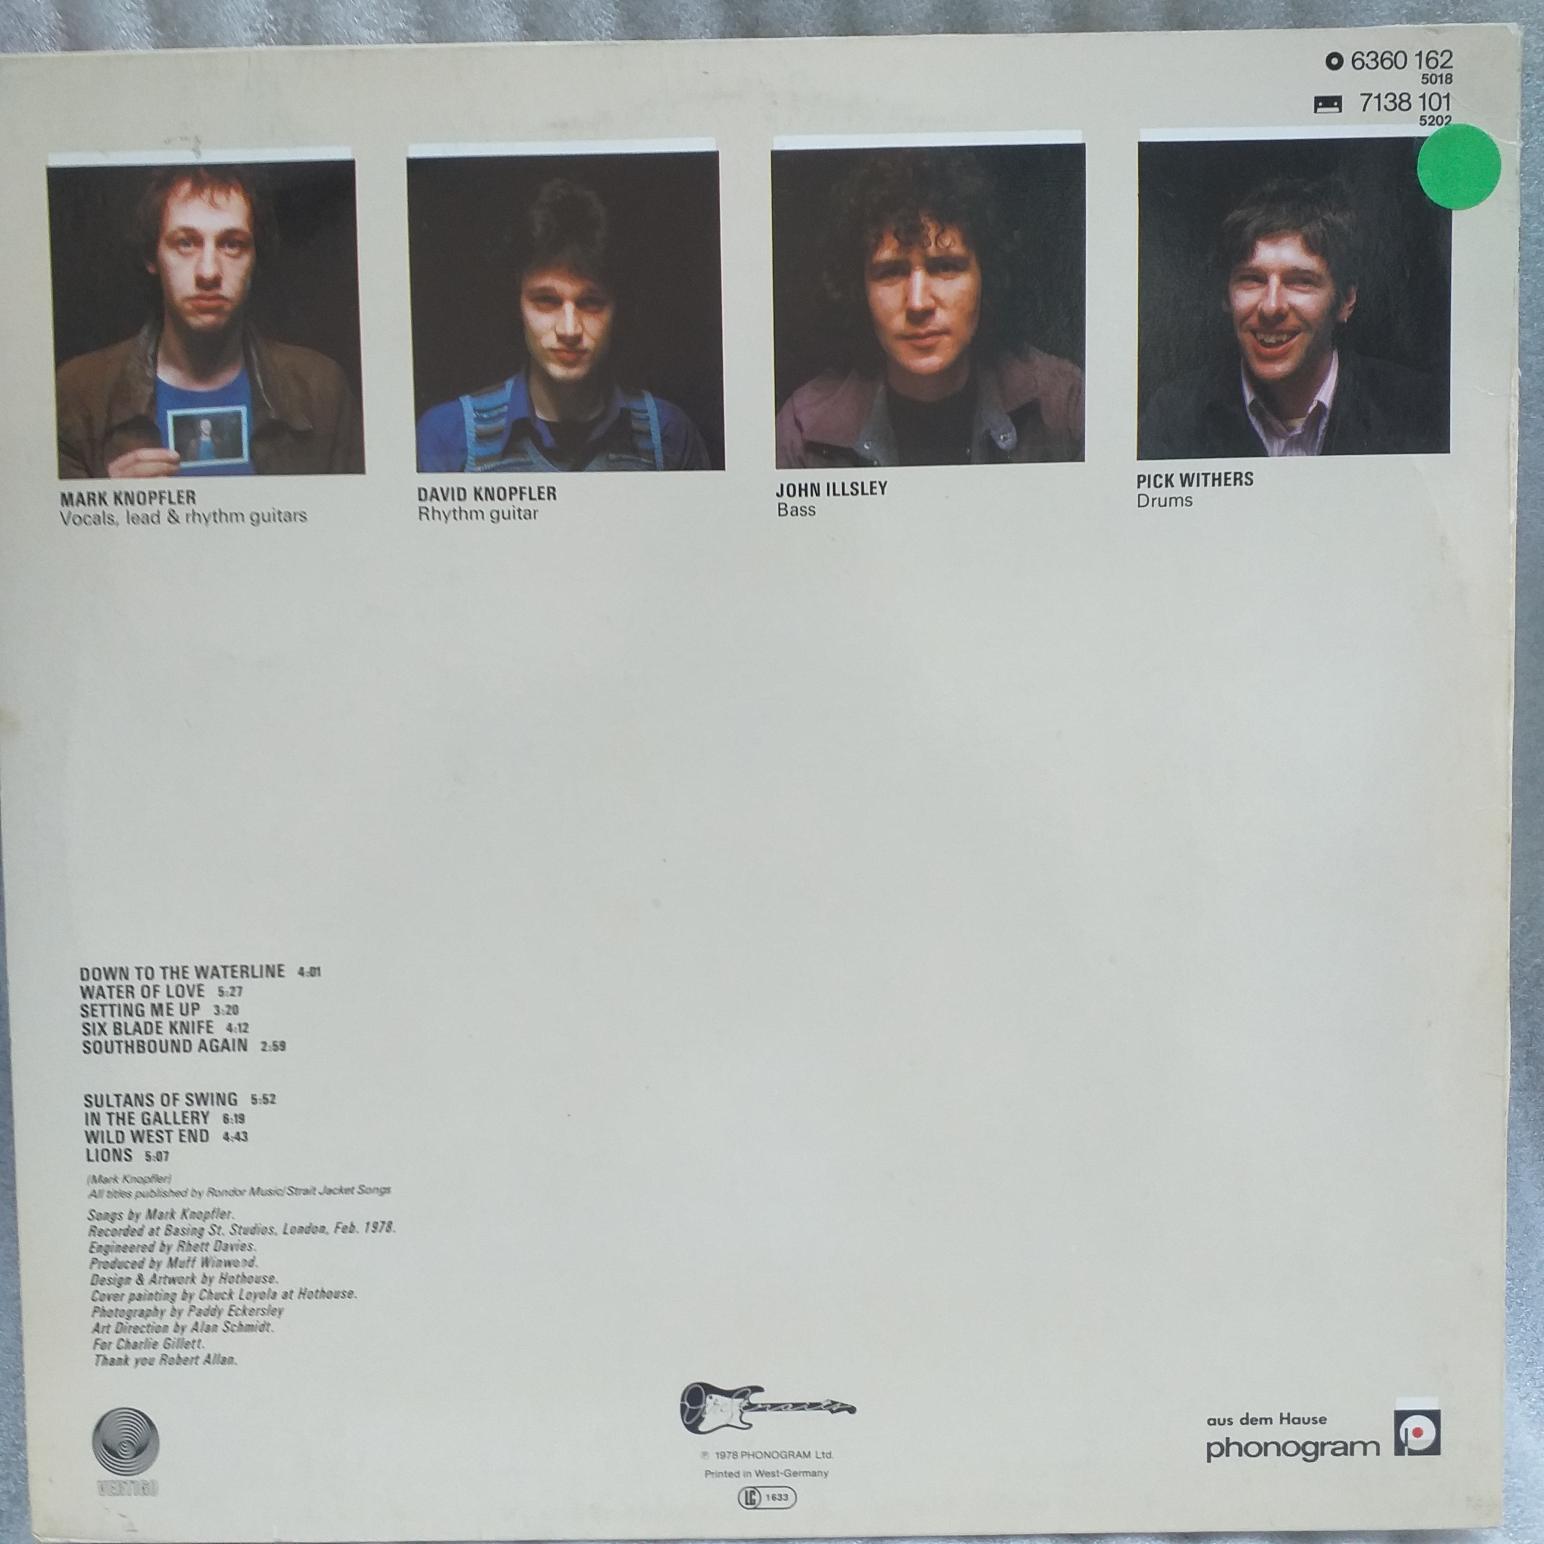 6360 162
5018
7138 101
5202
MARK KNOPFLER
Vocals, lead & rhythm guitars
DAVID KNOPFLER
Rhythm guitar
JOHN ILLSLEY
Bass
PICK WITHERS
Drums
DOWN TO THE WATERLINE 4:01
WATER OF LOVE 5:27
SETTING ME UP 3:20
SIX BLADE KNIFE 4:12
SOUTHBOUND AGAIN 2:59
SULTANS OF SWING 5:52
IN THE GALLERY 6:19
WILD WEST END 4:43
LIONS 5:07
(Mark Knopfler)
All titles published by Rondor Music/Strait Jacket Songs
Songs by Mark Knopfler.
Recorded at Basing St. Studios, London, Feb. 1978.
Engineered by Rhett Davies.
Produced by Muff Winwood.
Design & Artwork by Hothouse.
Cover painting by Chuck Loyola at Hothouse.
Photography by Paddy Eckersley
Art Direction by Alan Schmidt.
For Charlie Gillett.
Thank you Robert Allan.
VERTIGO
Dire Straits
℗ 1978 PHONOGRAM Ltd.
Printed in West-Germany
LC 1633
aus dem Hause
phonogram